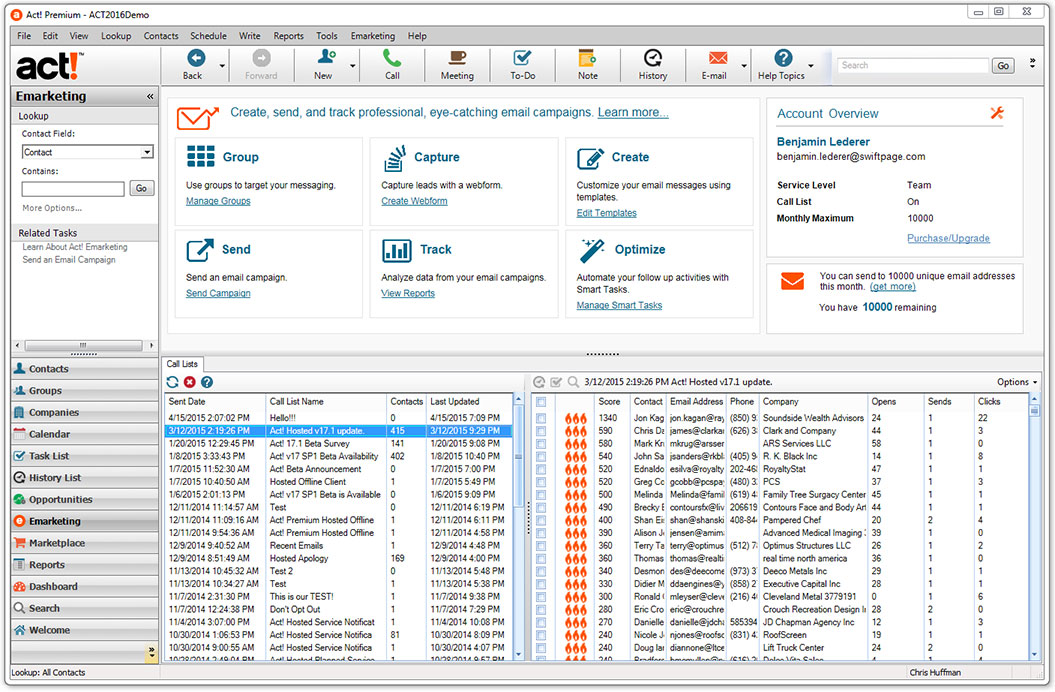 Act! Premium - ACT2016Demo
File Edit View Lookup Contacts Schedule Write Reports Tools Emarketing Help
act!™
Back Forward New Call Meeting To-Do Note History E-mail Help Topics Search Go
Emarketing «
Lookup
Contact Field:
Contact
Contains:
Go
More Options...
Related Tasks
Learn About Act! Emarketing
Send an Email Campaign
Contacts
Groups
Companies
Calendar
Task List
History List
Opportunities
Emarketing
Marketplace
Reports
Dashboard
Search
Welcome
Create, send, and track professional, eye-catching email campaigns. Learn more...
Group
Use groups to target your messaging.
Manage Groups
Capture
Capture leads with a webform.
Create Webform
Create
Customize your email messages using
templates.
Edit Templates
Send
Send an email campaign.
Send Campaign
Track
Analyze data from your email campaigns.
View Reports
Optimize
Automate your follow up activities with
Smart Tasks.
Manage Smart Tasks
Account Overview
Benjamin Lederer
benjamin.lederer@swiftpage.com
Service Level Team
Call List On
Monthly Maximum 10000
Purchase/Upgrade
You can send to 10000 unique email addresses
this month. (get more)
You have 10000 remaining
Call Lists
Sent Date Call List Name Contacts Last Updated
4/15/2015 2:07:02 PM Hello!!! 0 4/15/2015 7:09 PM
3/12/2015 2:19:26 PM Act! Hosted v17.1 update. 415 3/12/2015 9:29 PM
1/20/2015 12:29:45 PM Act! 17.1 Beta Survey 141 1/20/2015 9:08 PM
1/8/2015 3:33:43 PM Act! v17 SP1 Beta Availability 402 1/8/2015 10:40 PM
1/7/2015 11:52:30 AM Act! Beta Announcement 0 1/7/2015 7:00 PM
1/7/2015 10:40:50 AM Hosted Offline Client 1 1/7/2015 5:49 PM
1/6/2015 2:01:13 PM Act! v17 SP1 Beta is Available 0 1/6/2015 9:09 PM
12/11/2014 11:14:57 AM Test 0 12/11/2014 6:19 PM
12/11/2014 11:09:16 AM Act! Premium Hosted Offline 1 12/11/2014 6:11 PM
12/11/2014 9:54:36 AM Act! Premium Hosted Offline 1 12/11/2014 4:58 PM
12/9/2014 9:40:52 AM Recent Emails 1 12/9/2014 4:48 PM
12/9/2014 8:51:49 AM Hosted Apology 169 12/9/2014 4:00 PM
11/13/2014 10:45:32 AM Test 2 0 11/13/2014 5:48 PM
11/13/2014 10:34:27 AM Test 1 11/13/2014 5:38 PM
11/7/2014 2:31:30 PM This is our TEST! 1 11/7/2014 9:38 PM
11/7/2014 12:24:38 PM Don't Opt Out 1 11/7/2014 7:29 PM
11/4/2014 3:07:00 PM Act! Hosted Service Notificat 1 11/4/2014 10:08 PM
10/30/2014 1:06:53 PM Act! Hosted Service Notifica 81 10/30/2014 8:09 PM
10/30/2014 9:00:55 AM Act! Hosted Service Notifica 1 10/30/2014 4:07 PM
3/12/2015 2:19:26 PM Act! Hosted v17.1 update. Options
Score Contact Email Address Phone Company Opens Sends Clicks
1340 Jon Kag jon.kagan@ray (850) 9 Soundside Wealth Advisors 24 1 22
590 Chris Da james@clarkar (626) 3 Clark and Company 44 1 3
580 Mark Kr mkrug@arsser ARS Services LLC 58 1 0
540 John Sa jsanders@rkbl (405) 9 R. K. Black Inc 14 1 8
520 Ednaldo esilva@royalty 202-46 RoyaltyStat 47 1 1
520 Greg Co gcobb@pcspay (480) 3 PCS 37 1 3
500 Melinda Melinda@famil (619) 4 Family Tree Surgacy Center 45 1 1
490 Brecky contoursfx@liv 206619 Contours Face and Body Art 44 1 1
400 Shan Ei shan@shanski 408-84 Pampered Chef 20 2 4
390 Alison J jensen@amim Advanced Medical Imaging 34 1 1
360 Terry Ta terry@optimus (512) 7 Optimus Structures LLC 26 1 2
360 Thomas thomas@realti real time north america 36 1 0
340 Desmon des@deecome (973) 3 Deeco Metals Inc 29 1 1
330 Didier M ddaengines@y (858) 2 Executive Capital Inc 28 1 1
300 Ronald mleyser@cleve (216) 4 Cleveland Metal 3779191 0 1 6
280 Eric Cro eric@crouchre Crouch Recreation Design I 28 2 0
270 Danielle danielle@jdcha 585394 JD Chapman Agency Inc 22 1 1
240 Nicole J njones@roofsc (831) 4 RoofScreen 19 1 1
240 Doug Iar diannone@ltce Lift Truck Center 24 2 0
Lookup: All Contacts Chris Huffman